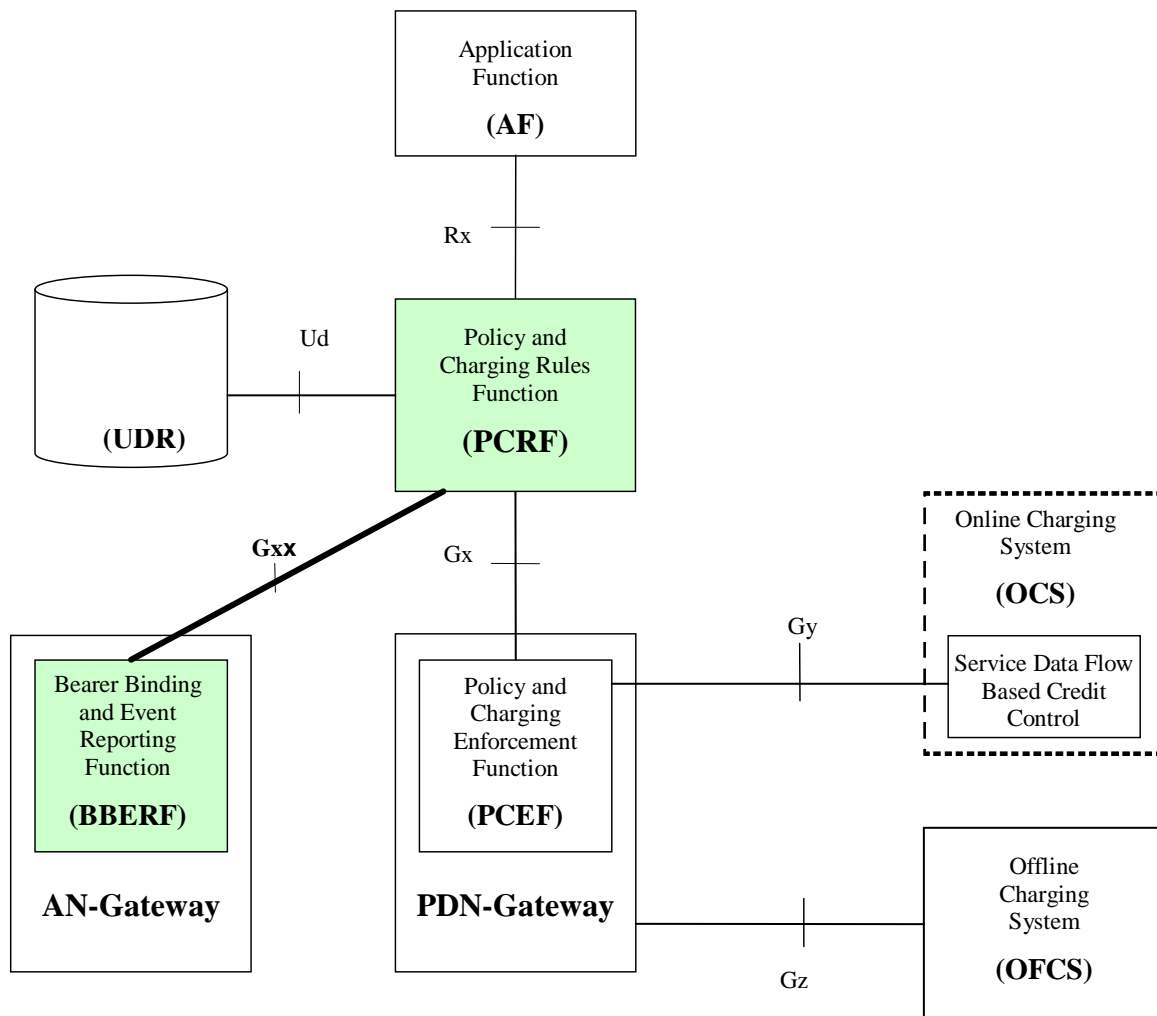 Application
Function
(AF)
Rx
Ud
Policy and
Charging Rules
Function
(PCRF)
(UDR)
Gxx
Gx
Online Charging
System
(OCS)
Gy
Service Data Flow
Based Credit
Control
Bearer Binding
and Event
Reporting
Function
(BBERF)
AN-Gateway
Policy and
Charging
Enforcement
Function
(PCEF)
PDN-Gateway
Gz
Offline
Charging
System
(OFCS)